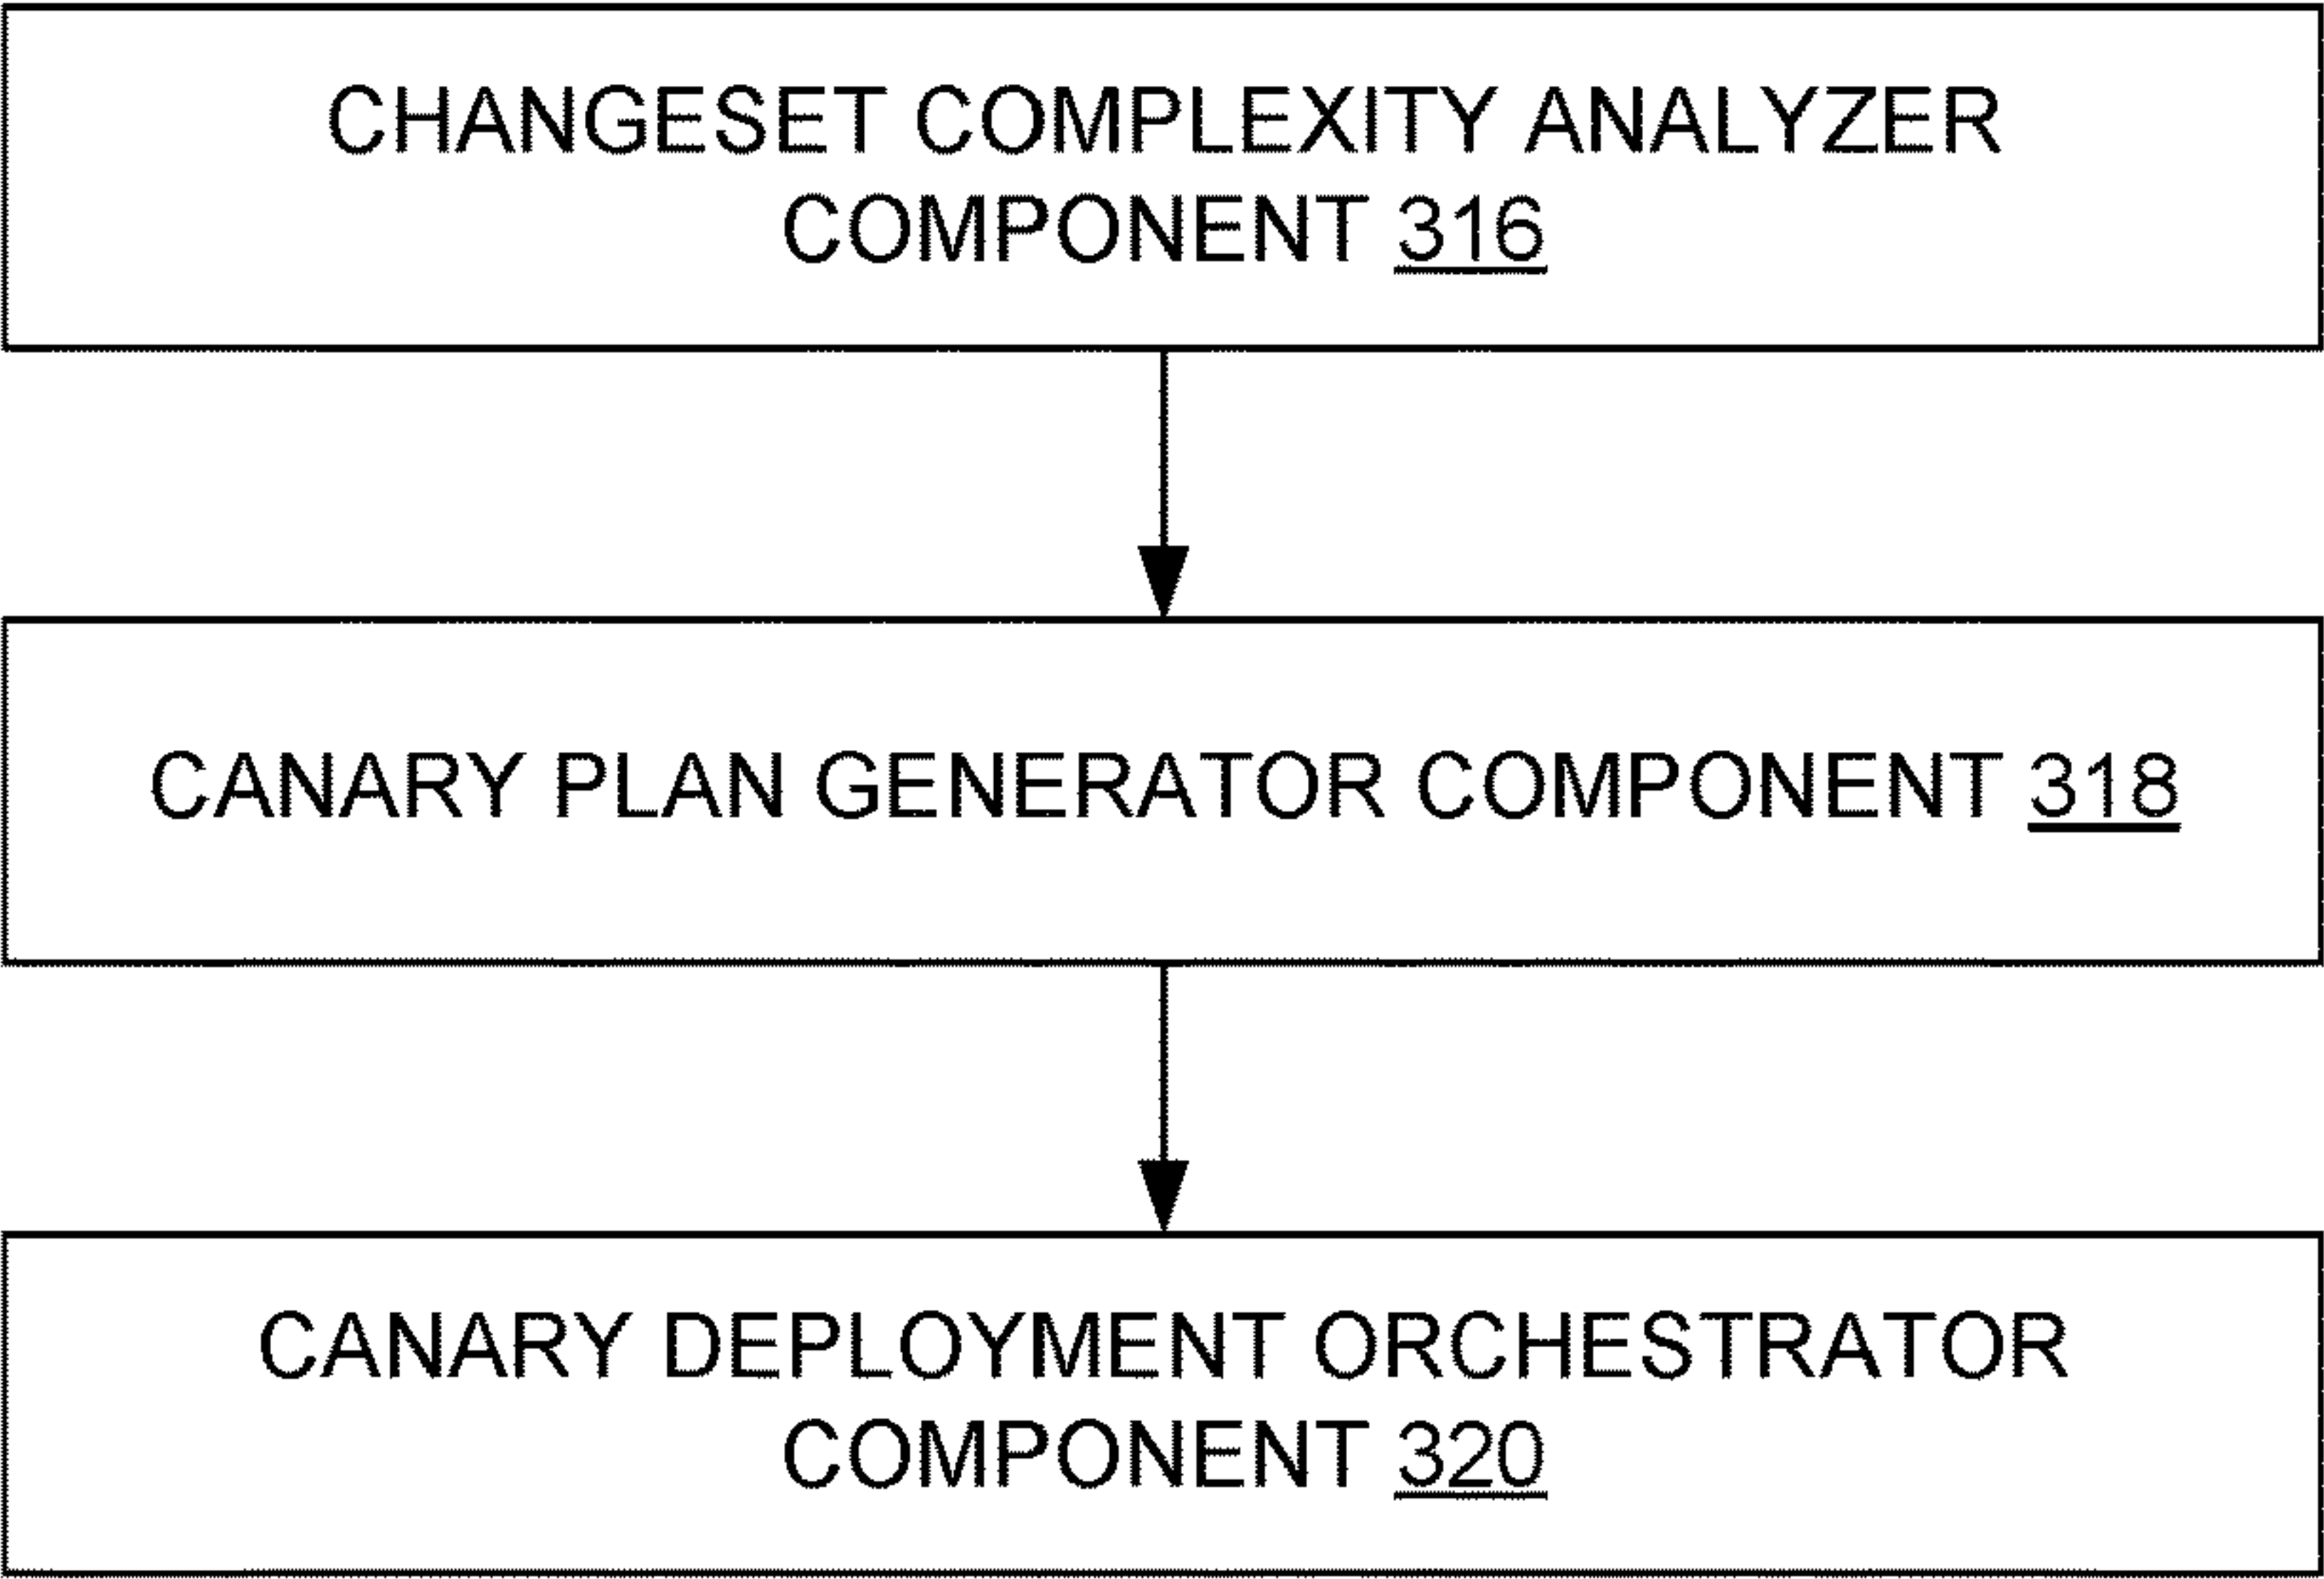 CHANGESET COMPLEXITY ANALYZER
COMPONENT 316
CANARY PLAN GENERATOR COMPONENT 318
CANARY DEPLOYMENT ORCHESTRATOR
COMPONENT 320